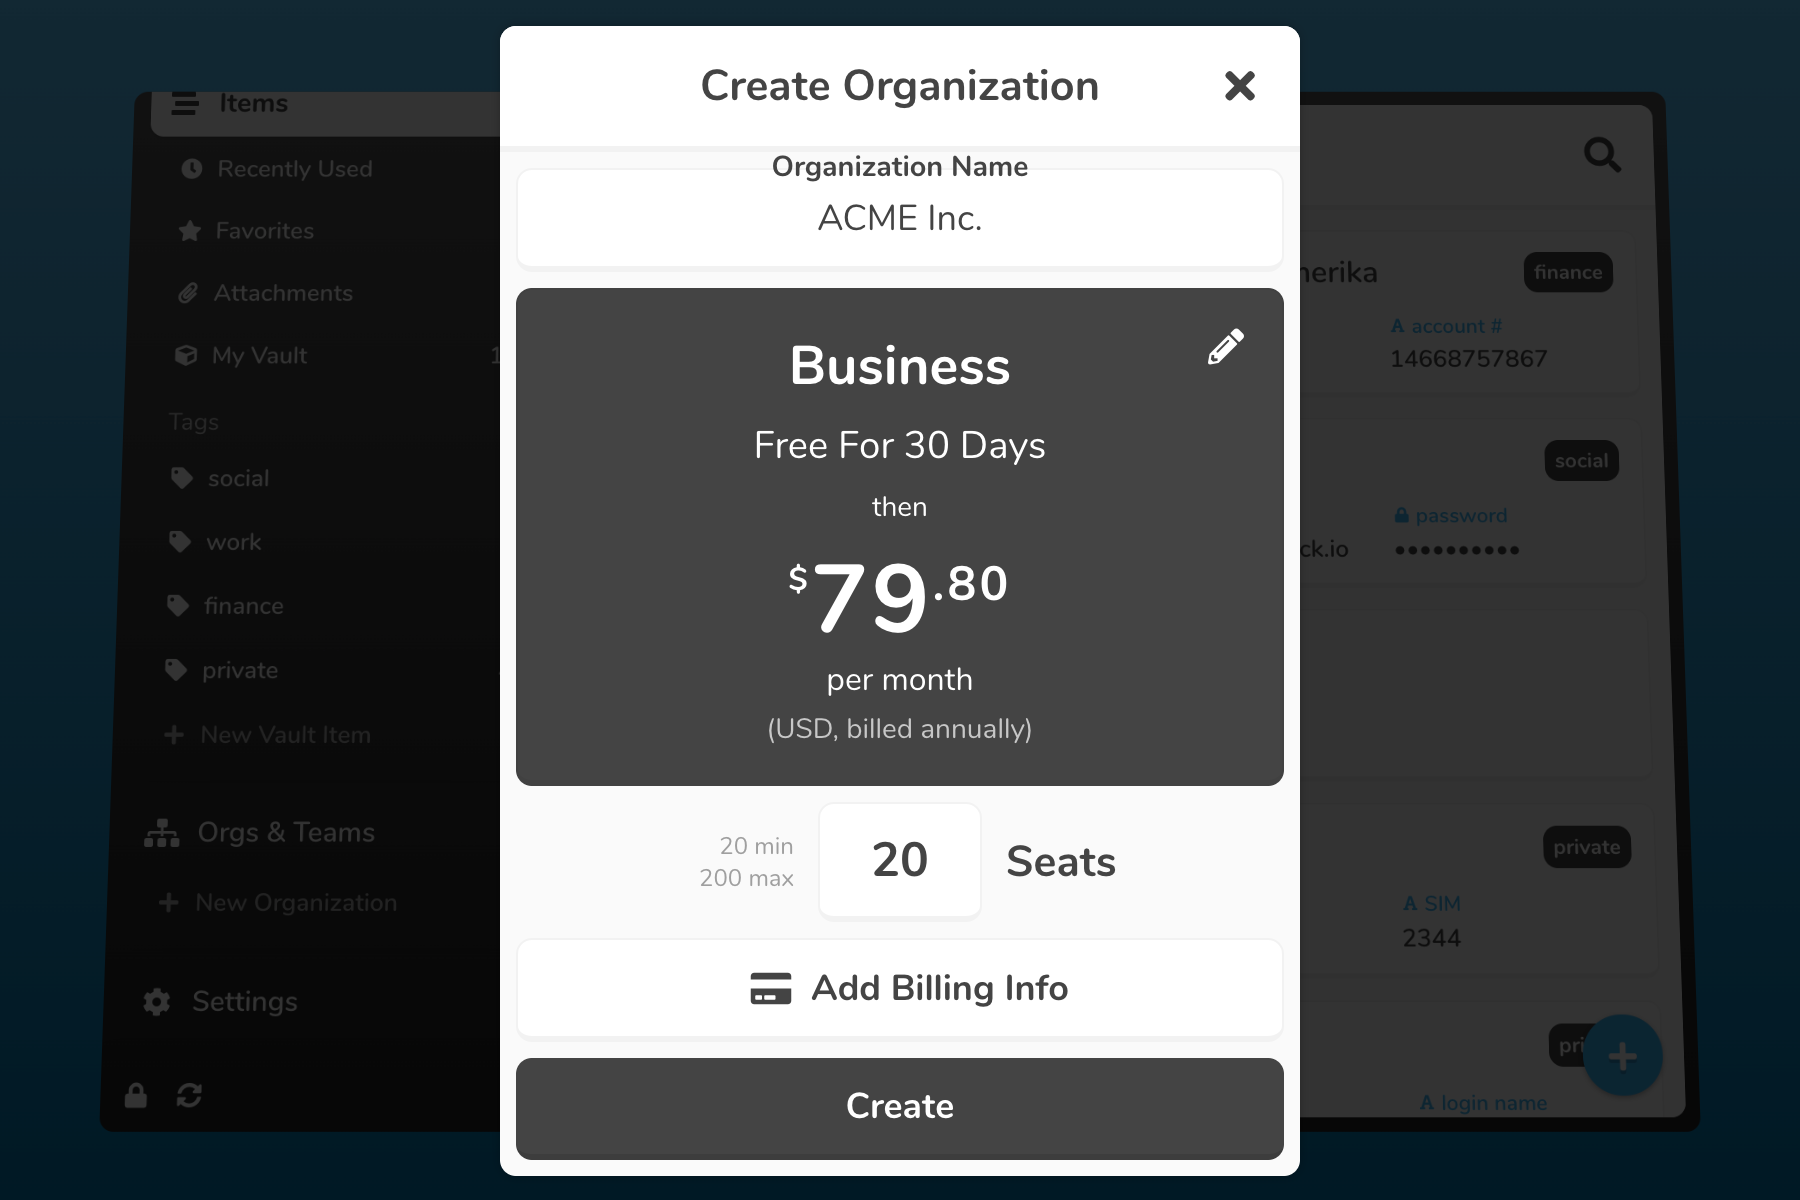 Create Organization
Organization Name
ACME Inc.
Business
Free For 30 Days
then
$79.80
per month
(USD, billed annually)
20 min
200 max
20
Seats
Add Billing Info
Create
Items
Recently Used
Favorites
Attachments
My Vault
Tags
social
work
finance
private
New Vault Item
Orgs & Teams
New Organization
Settings
finance
A account #
14668757867
social
password
ck.io
••••••••••
private
A SIM
2344
A login name